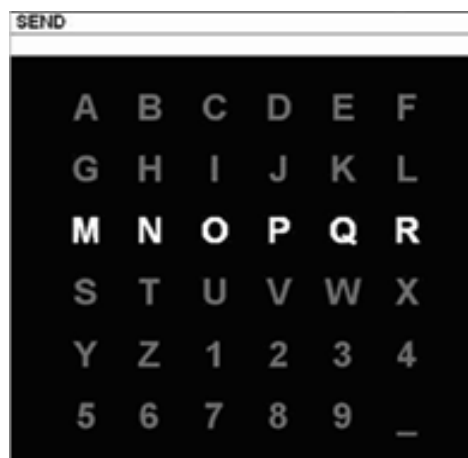 SEND
A B C D E F
G H I J K L
M N O P Q R
S T U V W X
Y Z 1 2 3 4
5 6 7 8 9 _